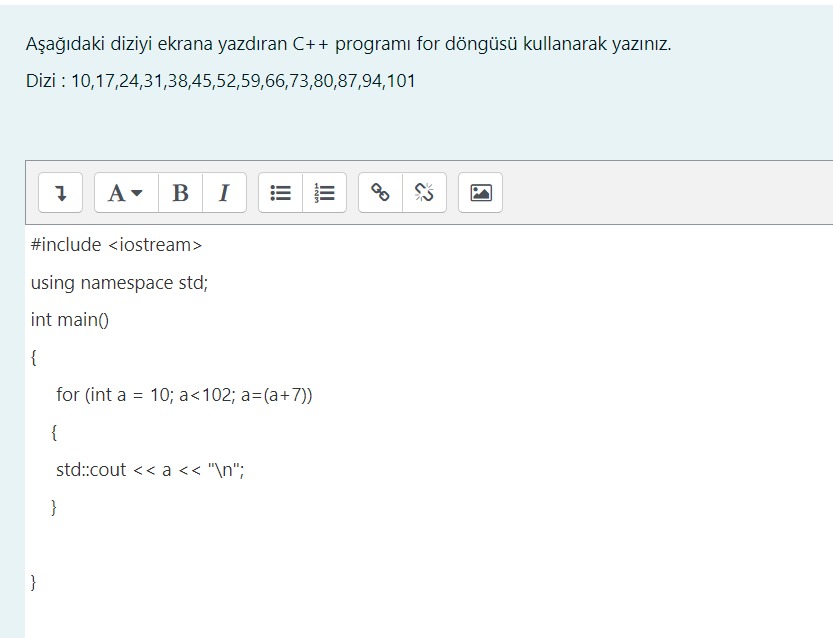 Aşağıdaki diziyi ekrana yazdıran C++ programı for döngüsü kullanarak yazınız.
Dizi : 10,17,24,31,38,45,52,59,66,73,80,87,94,101
A B I
#include <iostream>
using namespace std;
int main()
{
for (int a = 10; a<102; a=(a+7))
{
std::cout << a << "\n";
}
}